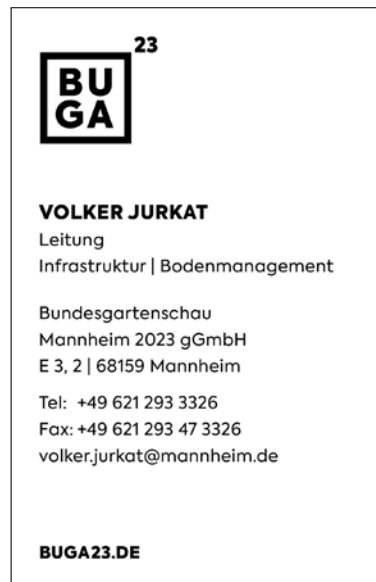 23
BU
GA
VOLKER JURKAT
Leitung
Infrastruktur | Bodenmanagement
Bundesgartenschau
Mannheim 2023 gGmbH
E 3, 2 | 68159 Mannheim
Tel: +49 621 293 3326
Fax: +49 621 293 47 3326
volker.jurkat@mannheim.de
BUGA23.DE